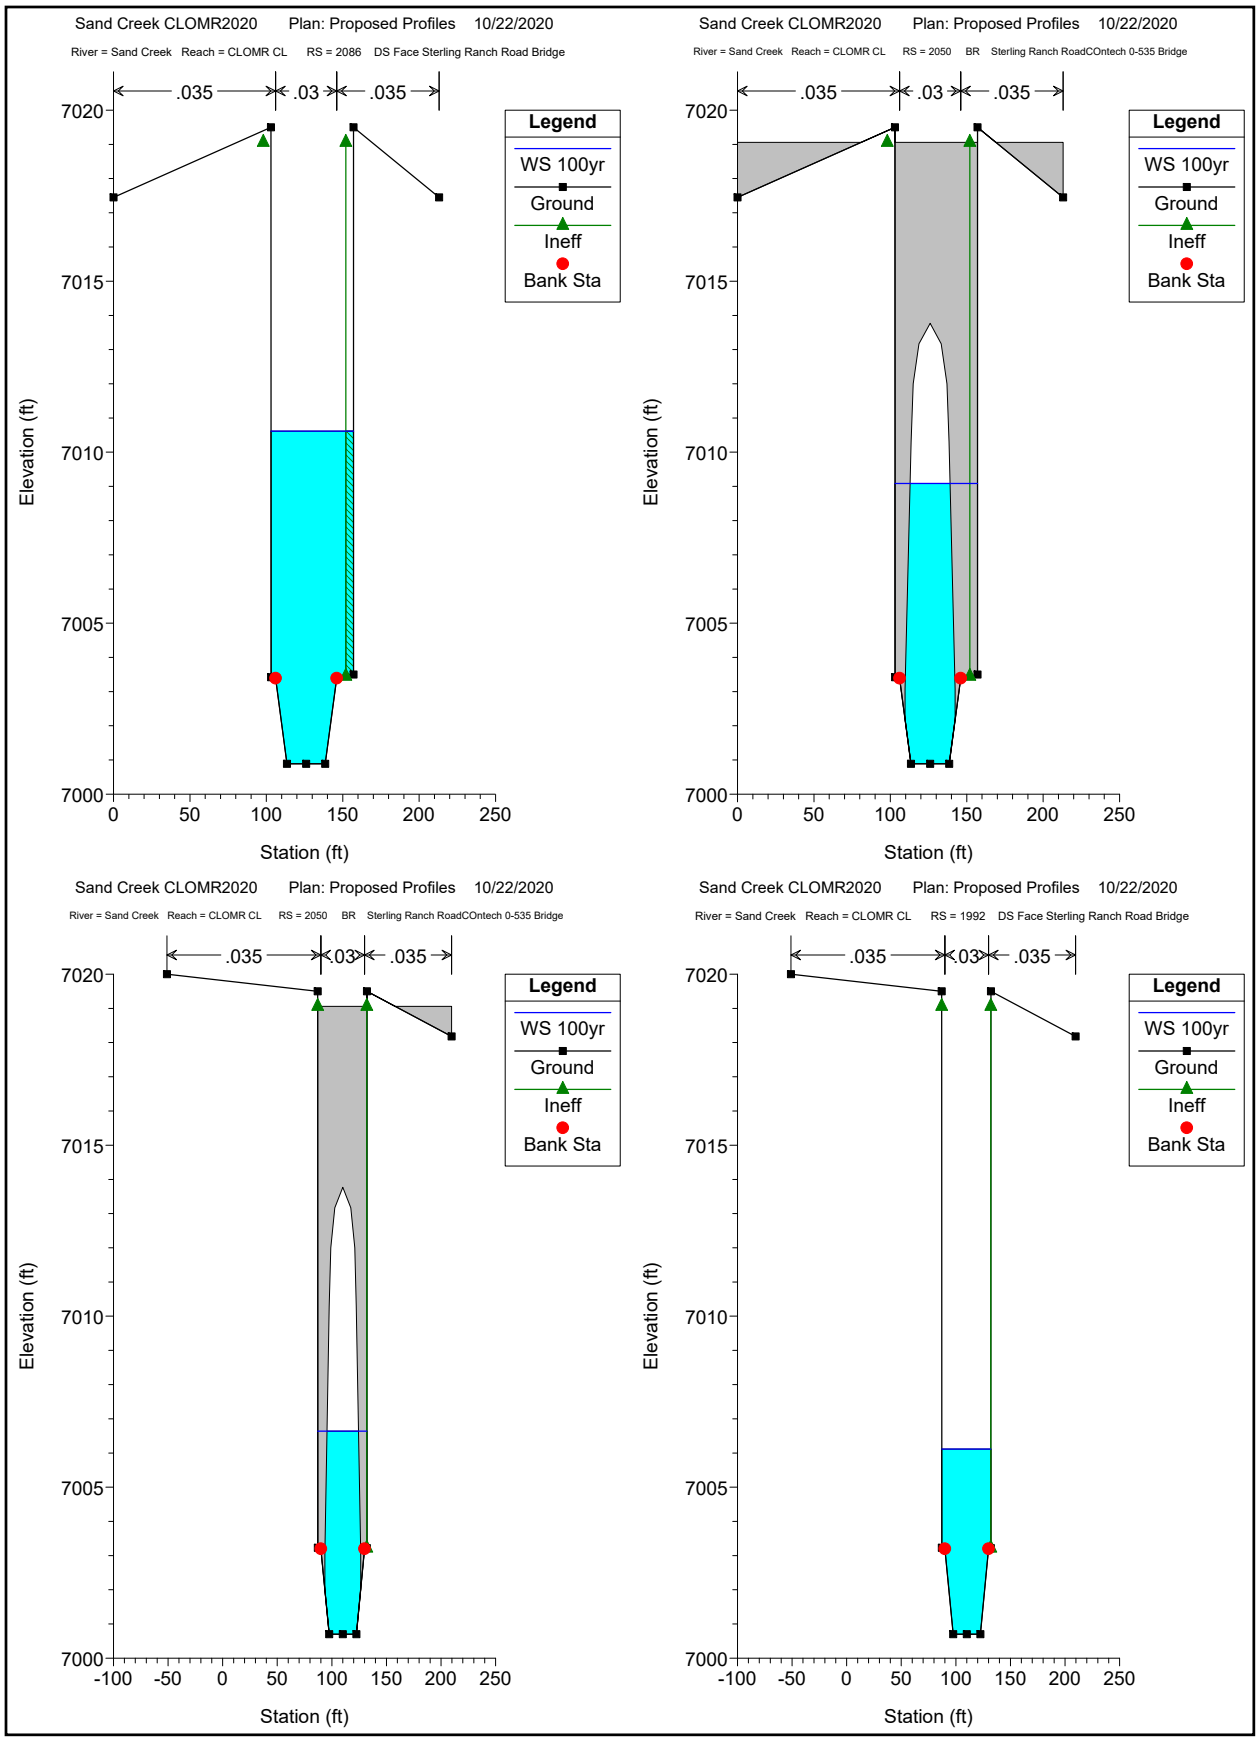 Sand Creek CLOMR2020 Plan: Proposed Profiles 10/22/2020
River = Sand Creek Reach = CLOMR CL RS = 2086 DS Face Sterling Ranch Road Bridge
.035 .03 .035
7020
7015
7010
7005
7000
Elevation (ft)
0 50 100 150 200 250
Station (ft)
Legend
WS 100yr
Ground
Ineff
Bank Sta
Sand Creek CLOMR2020 Plan: Proposed Profiles 10/22/2020
River = Sand Creek Reach = CLOMR CL RS = 2050 BR Sterling Ranch RoadCOntech 0-535 Bridge
.035 .03 .035
7020
7015
7010
7005
7000
Elevation (ft)
0 50 100 150 200 250
Station (ft)
Legend
WS 100yr
Ground
Ineff
Bank Sta
Sand Creek CLOMR2020 Plan: Proposed Profiles 10/22/2020
River = Sand Creek Reach = CLOMR CL RS = 2050 BR Sterling Ranch RoadCOntech 0-535 Bridge
.035 .03 .035
7020
7015
7010
7005
7000
Elevation (ft)
-100 -50 0 50 100 150 200 250
Station (ft)
Legend
WS 100yr
Ground
Ineff
Bank Sta
Sand Creek CLOMR2020 Plan: Proposed Profiles 10/22/2020
River = Sand Creek Reach = CLOMR CL RS = 1992 DS Face Sterling Ranch Road Bridge
.035 .03 .035
7020
7015
7010
7005
7000
Elevation (ft)
-100 -50 0 50 100 150 200 250
Station (ft)
Legend
WS 100yr
Ground
Ineff
Bank Sta